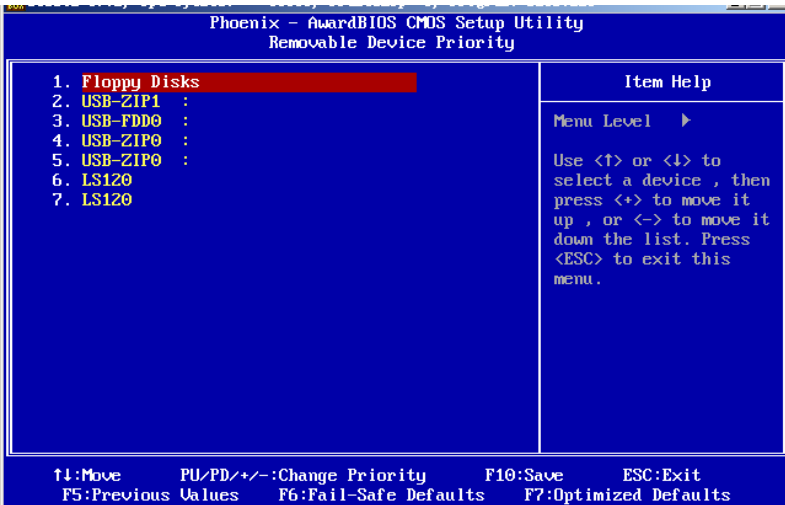 Phoenix - AwardBIOS CMOS Setup Utility
Removable Device Priority
1. Floppy Disks
2. USB-ZIP1 :
3. USB-FDD0 :
4. USB-ZIP0 :
5. USB-ZIP0 :
6. LS120
7. LS120
Item Help
Menu Level ▶
Use <↑> or <↓> to
select a device , then
press <+> to move it
up , or <-> to move it
down the list. Press
<ESC> to exit this
menu.
↑↓:Move PU/PD/+/-:Change Priority F10:Save ESC:Exit
F5:Previous Values F6:Fail-Safe Defaults F7:Optimized Defaults